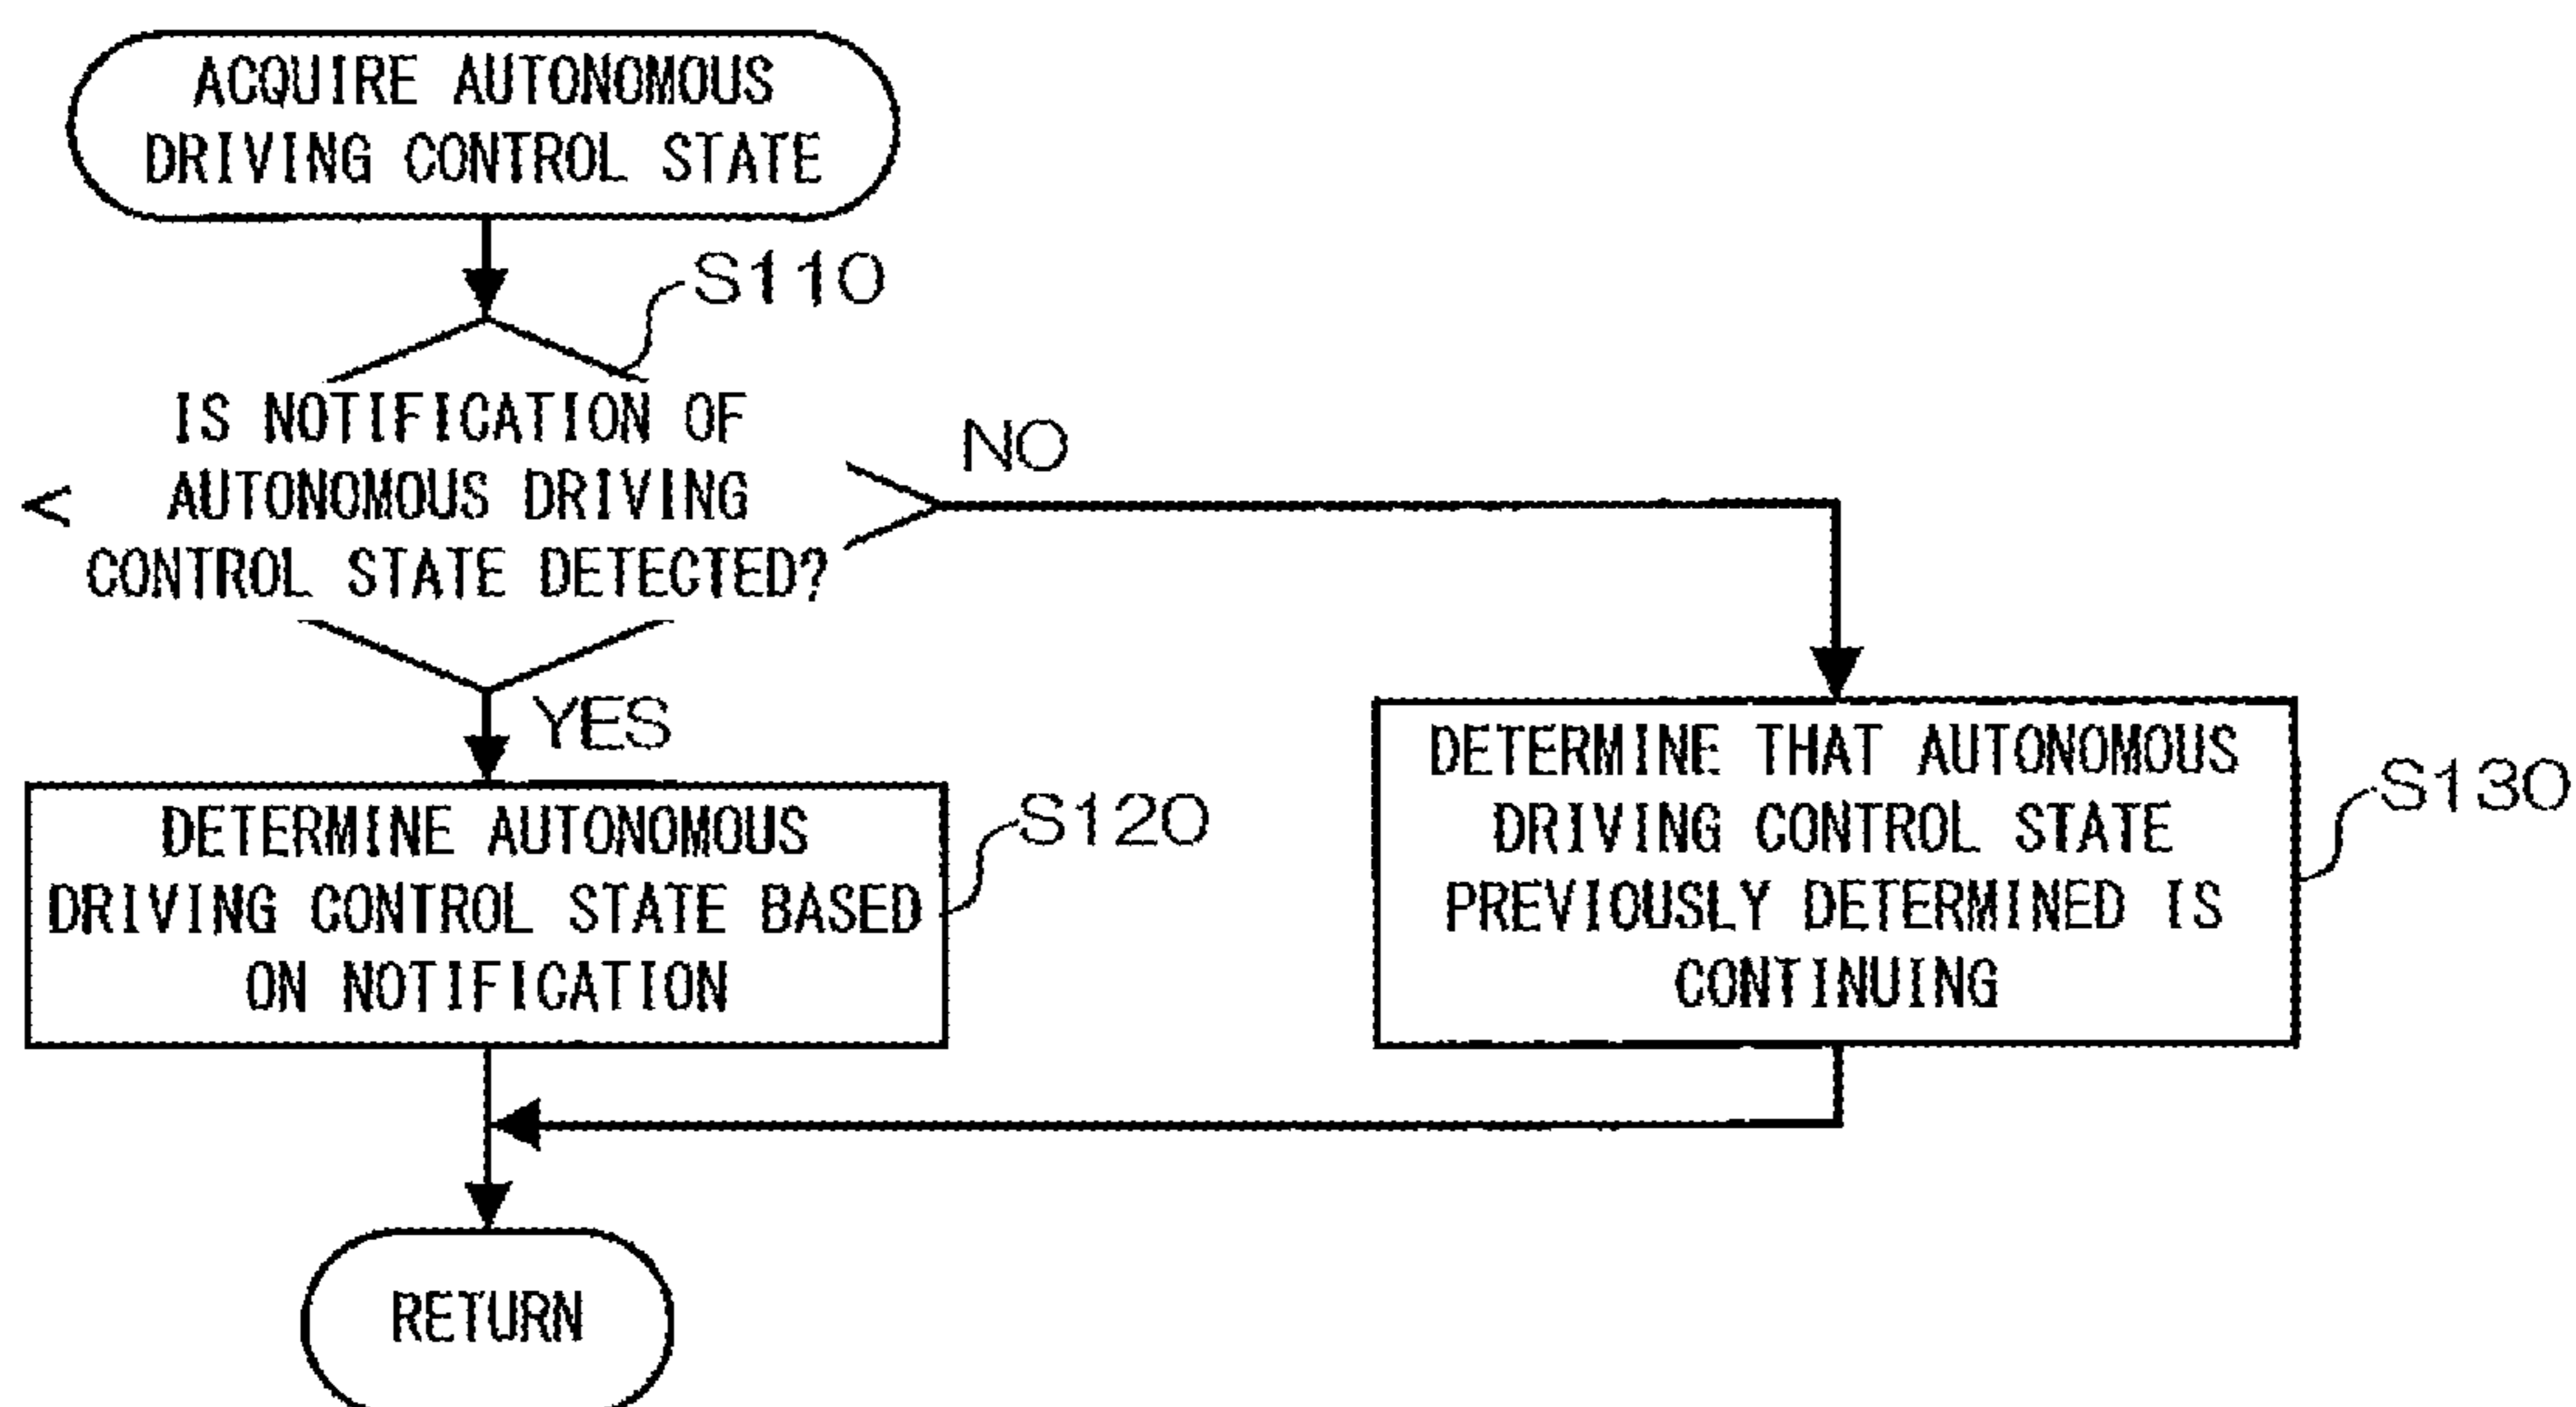 ACQUIRE AUTONOMOUS
DRIVING CONTROL STATE
S110
IS NOTIFICATION OF
AUTONOMOUS DRIVING
CONTROL STATE DETECTED?
NO
YES
DETERMINE AUTONOMOUS
DRIVING CONTROL STATE BASED
ON NOTIFICATION
S120
DETERMINE THAT AUTONOMOUS
DRIVING CONTROL STATE
PREVIOUSLY DETERMINED IS
CONTINUING
S130
RETURN